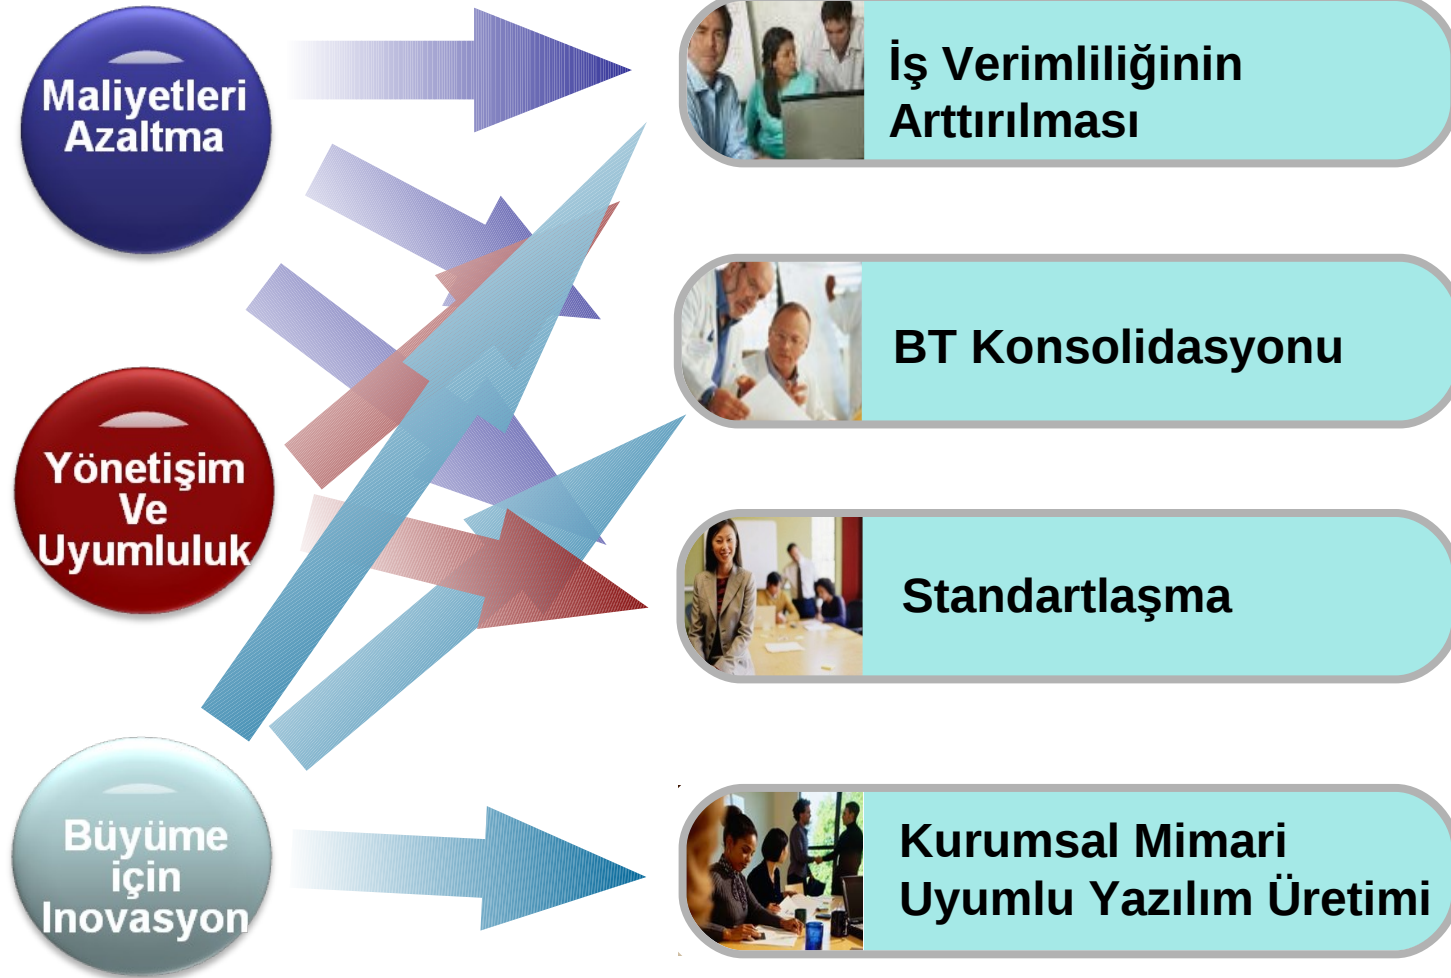 Maliyetleri
Azaltma
Yönetişim
Ve
Uyumluluk
Büyüme
için
Inovasyon
İş Verimliliğinin
Arttırılması
BT Konsolidasyonu
Standartlaşma
Kurumsal Mimari
Uyumlu Yazılım Üretimi